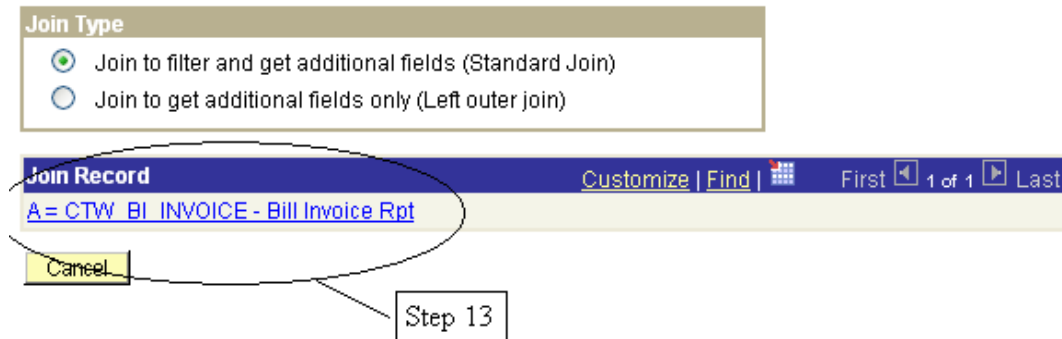 Join Type
Join to filter and get additional fields (Standard Join)
Join to get additional fields only (Left outer join)
Join Record Customize | Find | First 1 of 1 Last
A = CTW_BI_INVOICE - Bill Invoice Rpt
Cancel
Step 13